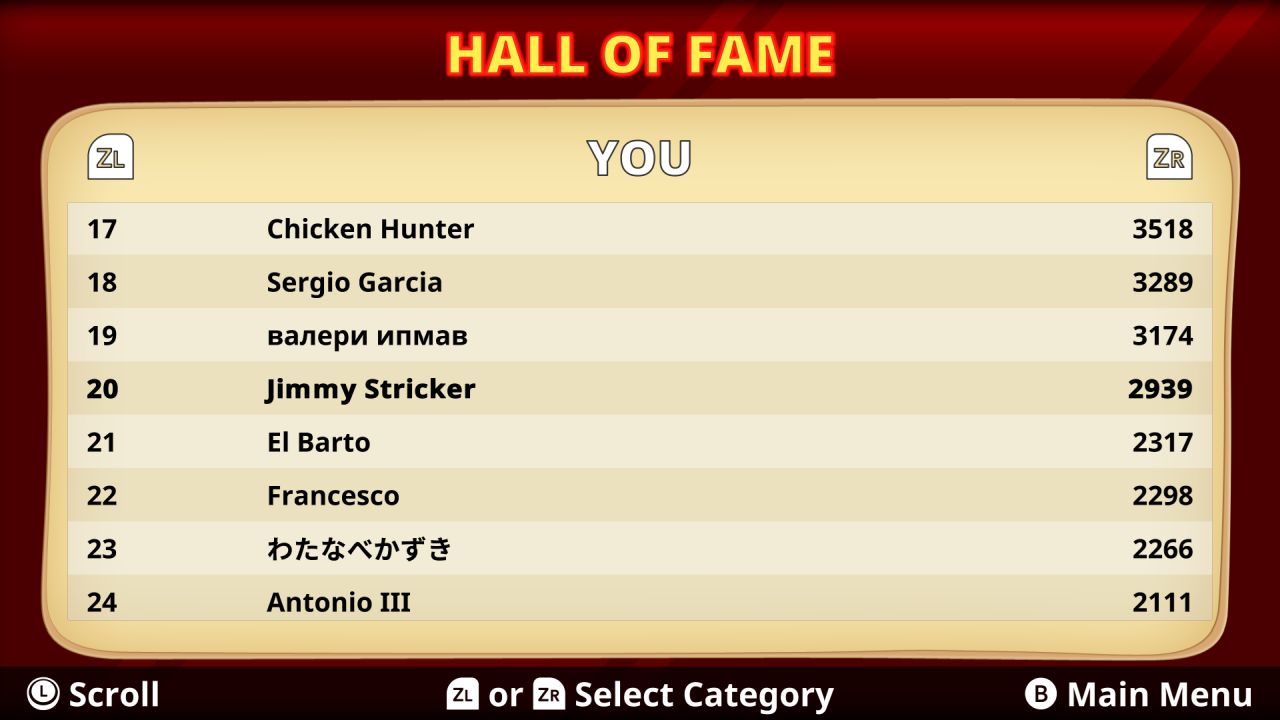 HALL OF FAME
ZL YOU ZR
17 Chicken Hunter 3518
18 Sergio Garcia 3289
19 валери ипмав 3174
20 Jimmy Stricker 2939
21 El Barto 2317
22 Francesco 2298
23 わたなべかずき 2266
24 Antonio III 2111
L Scroll ZL or ZR Select Category B Main Menu